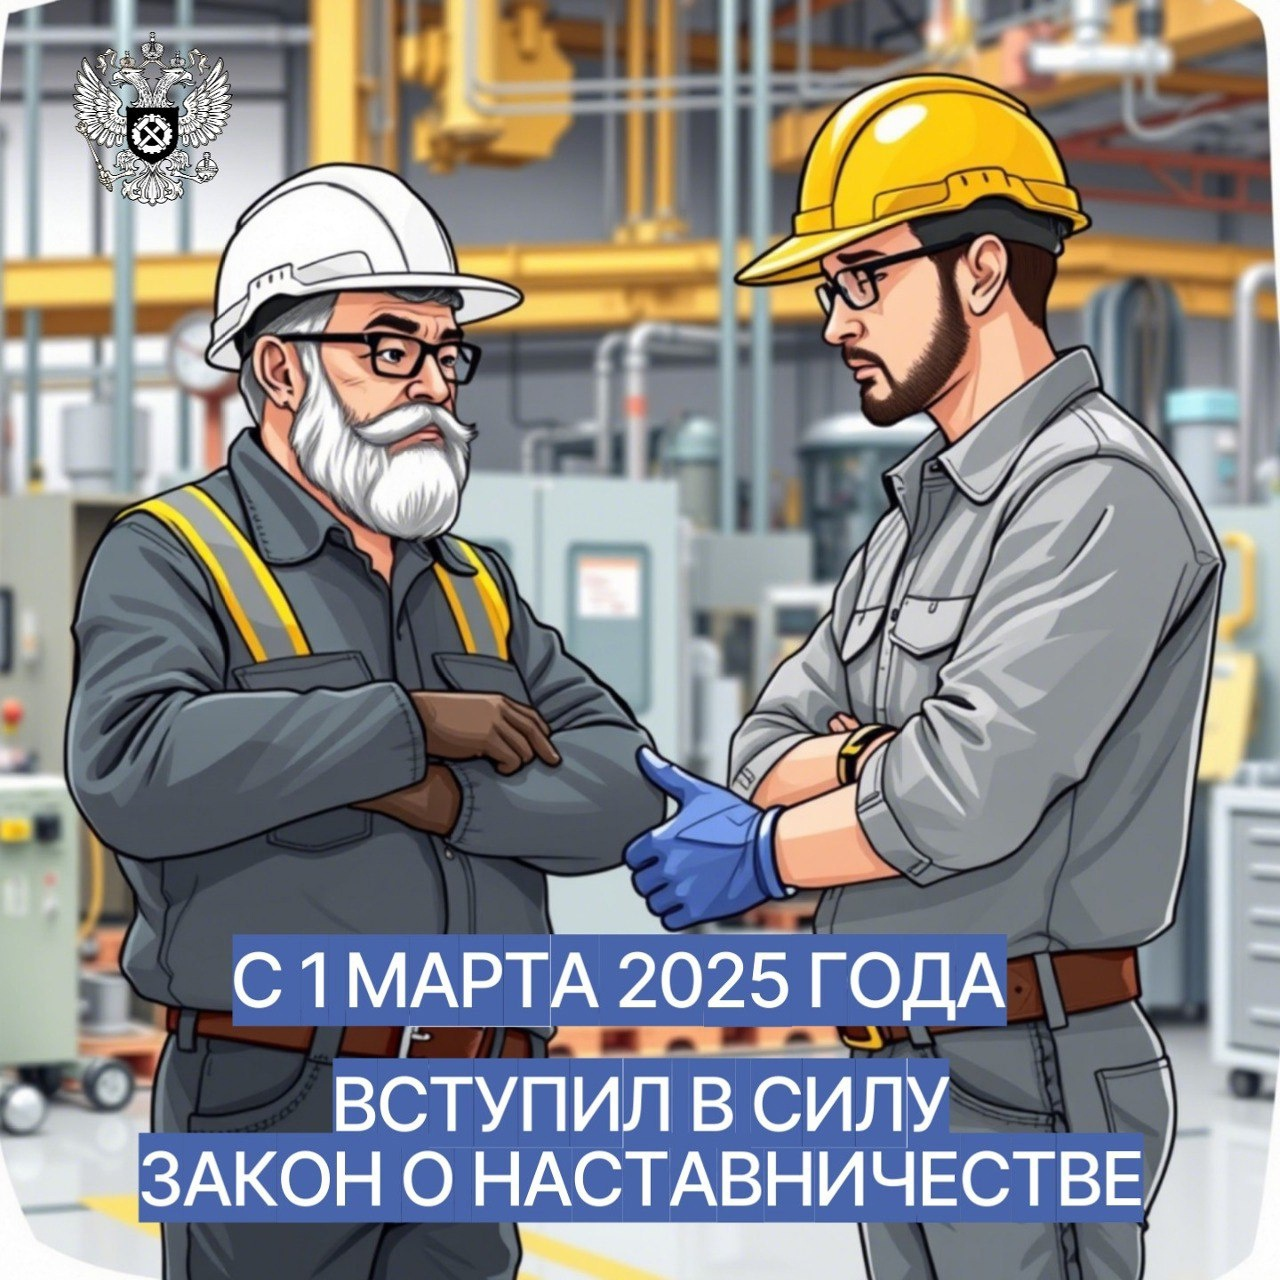 С 1 МАРТА 2025 ГОДА
ВСТУПИЛ В СИЛУ
ЗАКОН О НАСТАВНИЧЕСТВЕ